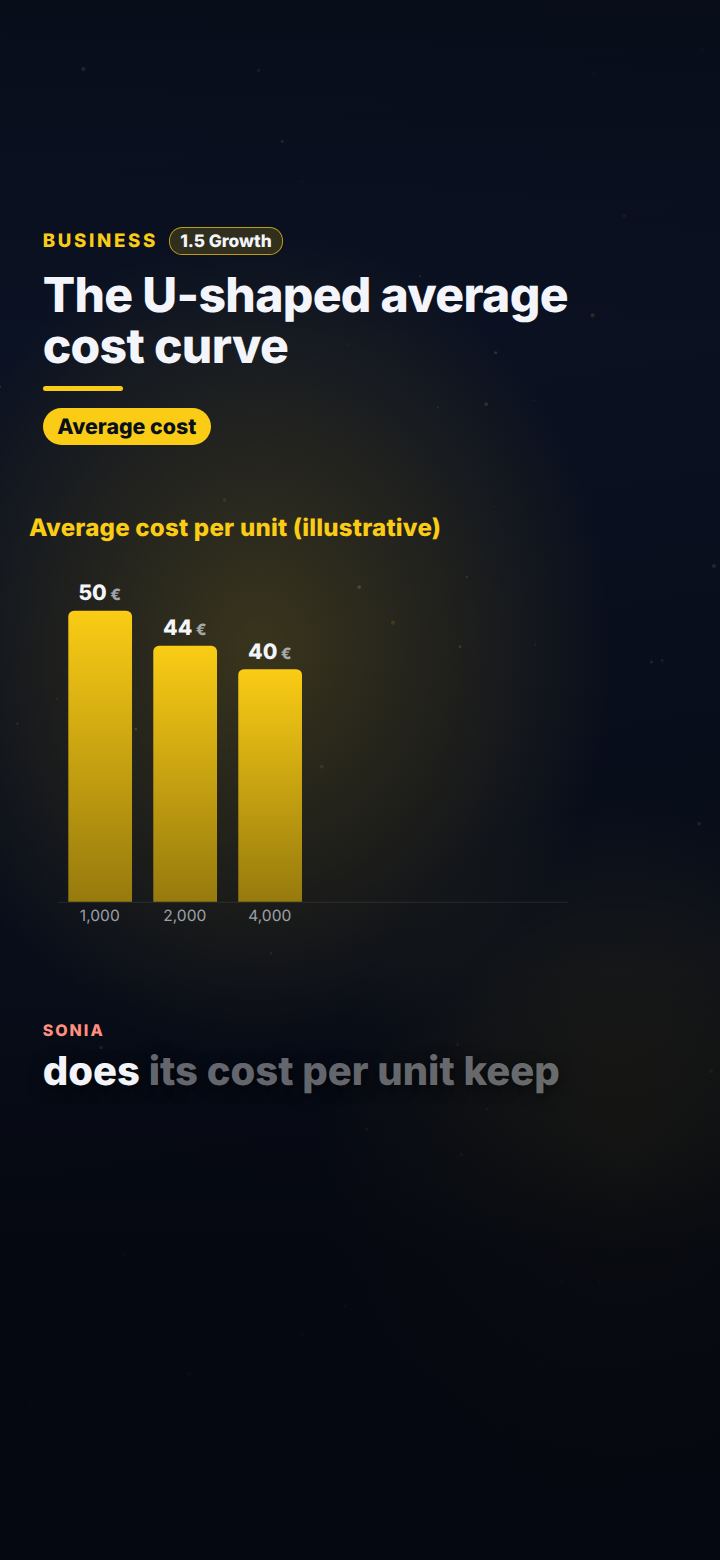 BUSINESS 1.5 Growth
The U-shaped average
cost curve
Average cost
Average cost per unit (illustrative)
50 €
44 €
40 €
1,000 2,000 4,000
SONIA
does its cost per unit keep